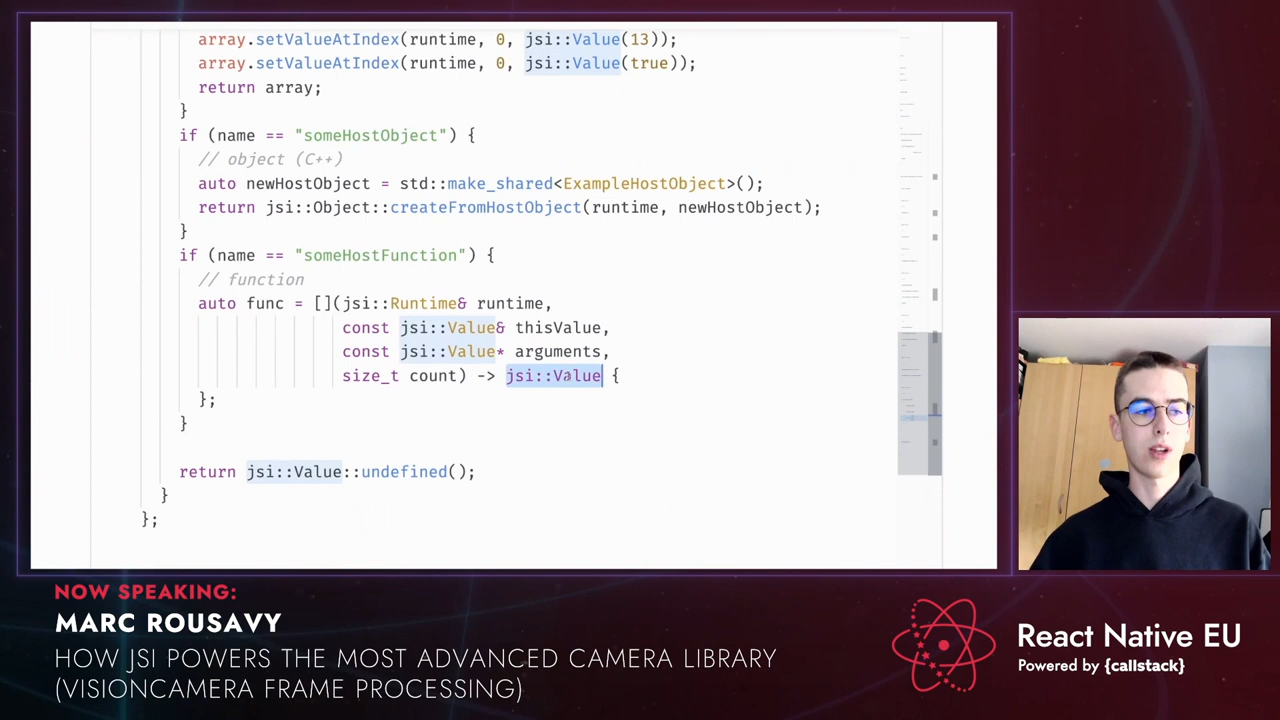 array.setValueAtIndex(runtime, 0, jsi::Value(13));
array.setValueAtIndex(runtime, 0, jsi::Value(true));
return array;
}
if (name == "someHostObject") {
// object (C++)
auto newHostObject = std::make_shared<ExampleHostObject>();
return jsi::Object::createFromHostObject(runtime, newHostObject);
}
if (name == "someHostFunction") {
// function
auto func = [](jsi::Runtime& runtime,
const jsi::Value& thisValue,
const jsi::Value* arguments,
size_t count) -> jsi::Value {
};
}
return jsi::Value::undefined();
}
};
NOW SPEAKING:
MARC ROUSAVY
HOW JSI POWERS THE MOST ADVANCED CAMERA LIBRARY
(VISIONCAMERA FRAME PROCESSING)
React Native EU
Powered by {callstack}